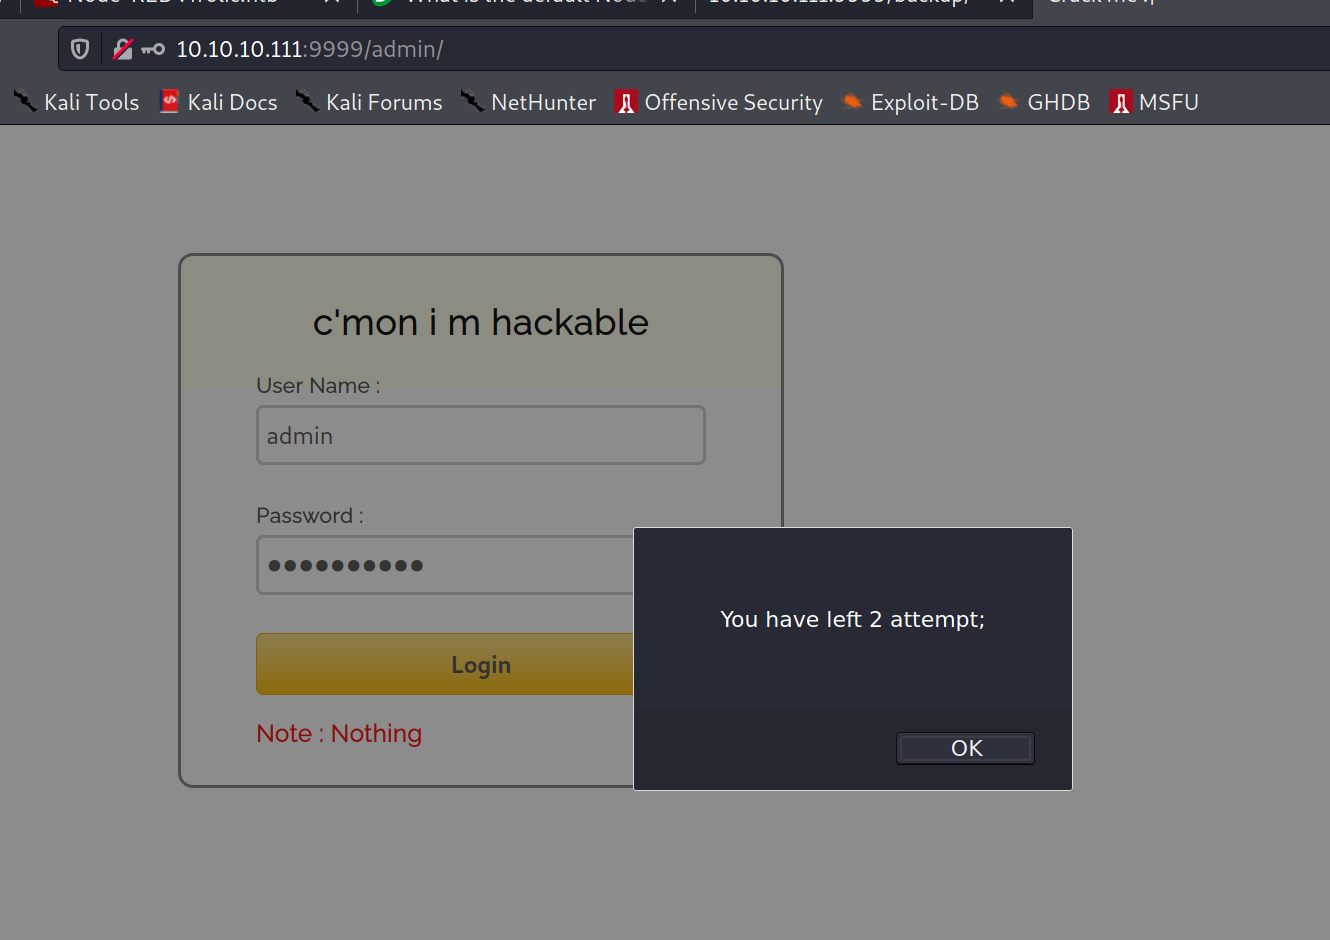 10.10.10.111:9999/admin/
Kali Tools Kali Docs Kali Forums NetHunter Offensive Security Exploit-DB GHDB MSFU
c'mon i m hackable
User Name :
admin
Password :
You have left 2 attempt;
Login
Note : Nothing
OK